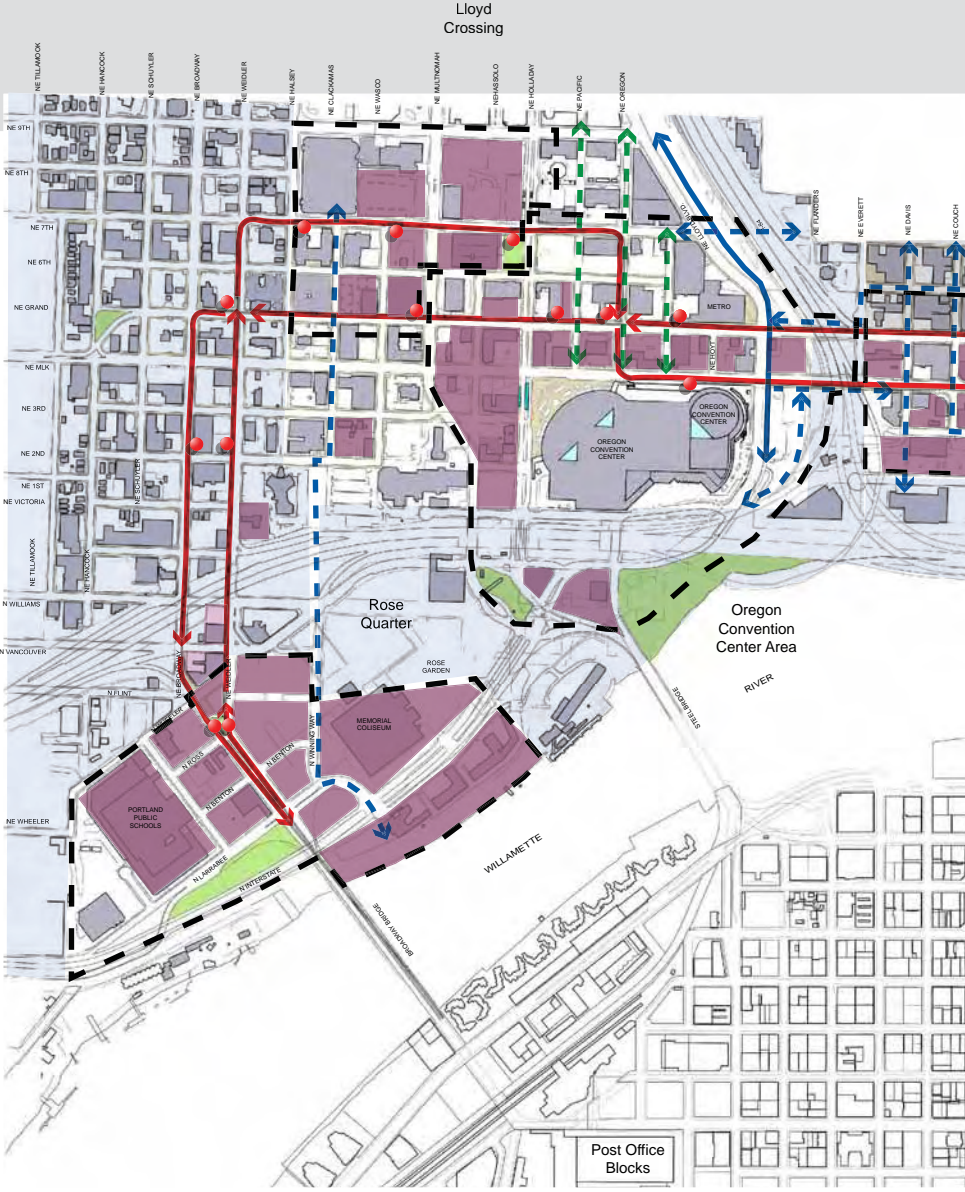 Lloyd
Crossing
NE TILLAMOOK
NE HANCOCK
NE SCHUYLER
NE BROADWAY
NE WEIDLER
NE HALSEY
NE CLACKAMAS
NE WASCO
NE MULTNOMAH
NEHASSOLO
NE HOLLADAY
NE PACIFIC
NE OREGON
NE 9TH
NE 8TH
NE 7TH
NE 6TH
NE GRAND
NE MLK
NE 3RD
NE 2ND
NE 1ST
NE VICTORIA
NE LLOYD BLVD.
I-84
NE FLANDERS
NE EVERETT
NE DAVIS
NE COUCH
METRO
NE HOYT
OREGON
CONVENTION
CENTER
OREGON
CONVENTION
CENTER
NE SCHUYLER
NE TILLAMOOK
NE HANCOCK
N WILLIAMS
N VANCOUVER
Rose
Quarter
Oregon
Convention
Center Area
ROSE
GARDEN
RIVER
STEEL BRIDGE
NE BROADWAY
NE WEIDLER
N FLINT
MEMORIAL
COLISEUM
N WINNING WAY
N ROSS
N BENTON
N BENTON
PORTLAND
PUBLIC
SCHOOLS
NE WHEELER
N LARRABEE
N INTERSTATE
WILLAMETTE
BROADWAY BRIDGE
Post Office
Blocks